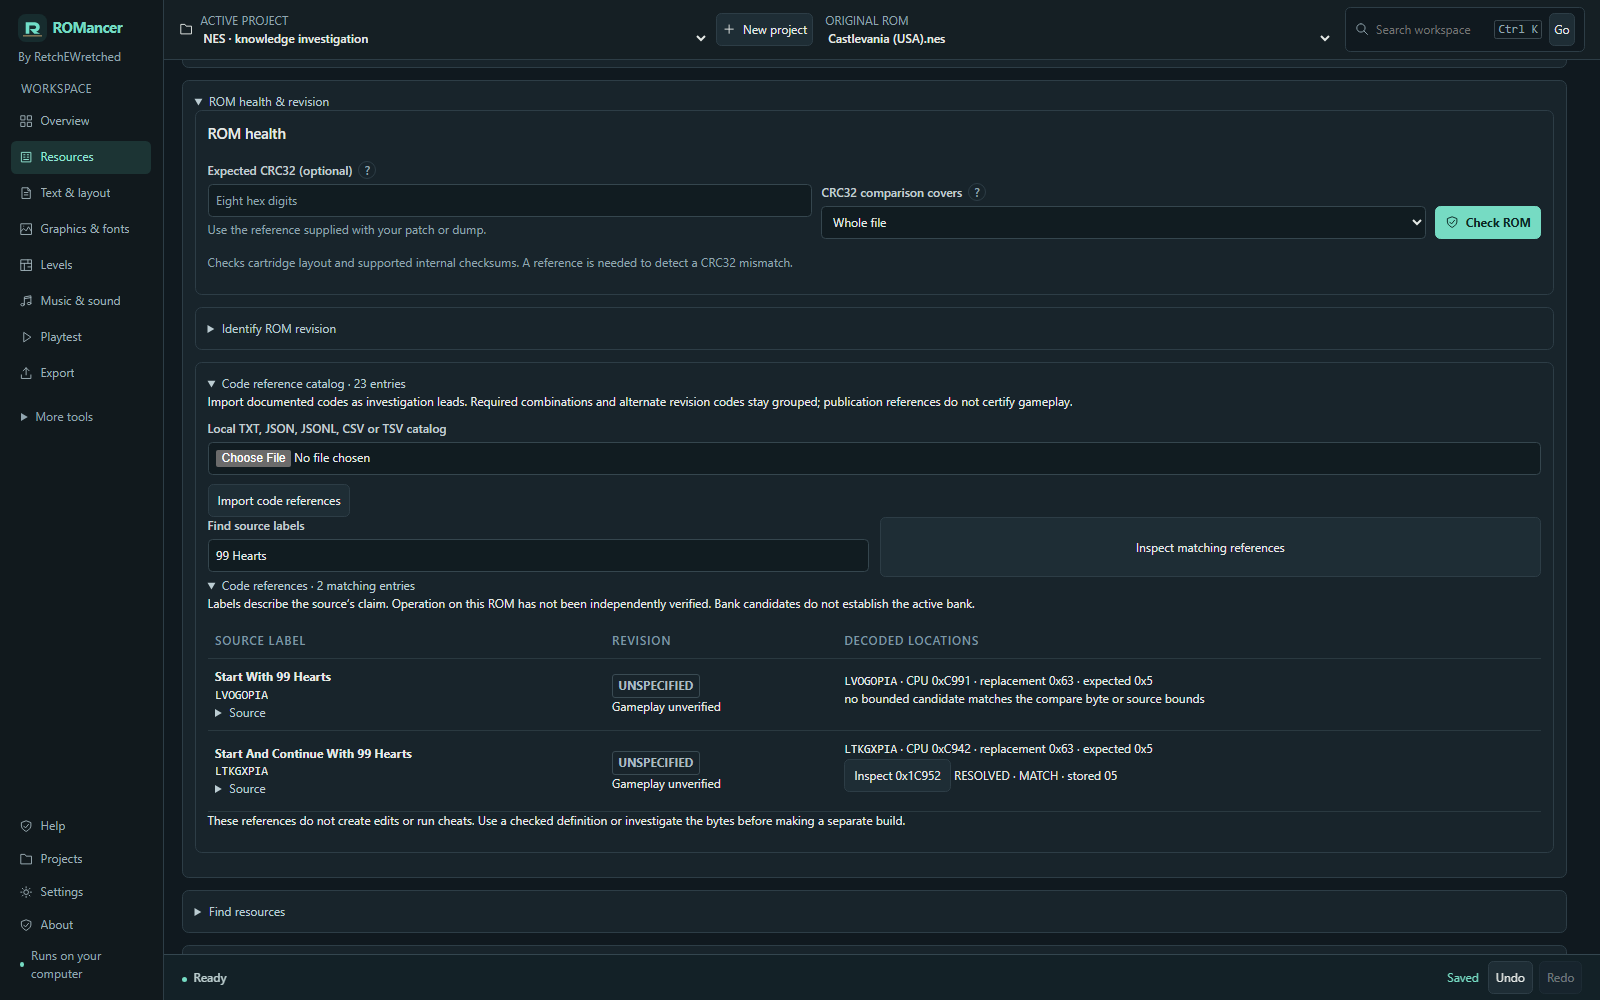 ROMancer
By RetchEWretched
WORKSPACE
Overview
Resources
Text & layout
Graphics & fonts
Levels
Music & sound
Playtest
Export
More tools
Help
Projects
Settings
About
Runs on your
computer
ACTIVE PROJECT
NES · knowledge investigation
New project
ORIGINAL ROM
Castlevania (USA).nes
Search workspace
Ctrl K
Go
ROM health & revision
ROM health
Expected CRC32 (optional) ?
Eight hex digits
Use the reference supplied with your patch or dump.
CRC32 comparison covers ?
Whole file
Check ROM
Checks cartridge layout and supported internal checksums. A reference is needed to detect a CRC32 mismatch.
Identify ROM revision
Code reference catalog · 23 entries
Import documented codes as investigation leads. Required combinations and alternate revision codes stay grouped; publication references do not certify gameplay.
Local TXT, JSON, JSONL, CSV or TSV catalog
Choose File No file chosen
Import code references
Find source labels
99 Hearts
Inspect matching references
Code references · 2 matching entries
Labels describe the source's claim. Operation on this ROM has not been independently verified. Bank candidates do not establish the active bank.
SOURCE LABEL REVISION DECODED LOCATIONS
Start With 99 Hearts
LVOGOPIA
Source
UNSPECIFIED
Gameplay unverified
LVOGOPIA · CPU 0xC991 · replacement 0x63 · expected 0x5
no bounded candidate matches the compare byte or source bounds
Start And Continue With 99 Hearts
LTKGXPIA
Source
UNSPECIFIED
Gameplay unverified
LTKGXPIA · CPU 0xC942 · replacement 0x63 · expected 0x5
Inspect 0x1C952 RESOLVED · MATCH · stored 05
These references do not create edits or run cheats. Use a checked definition or investigate the bytes before making a separate build.
Find resources
Ready
Saved
Undo
Redo